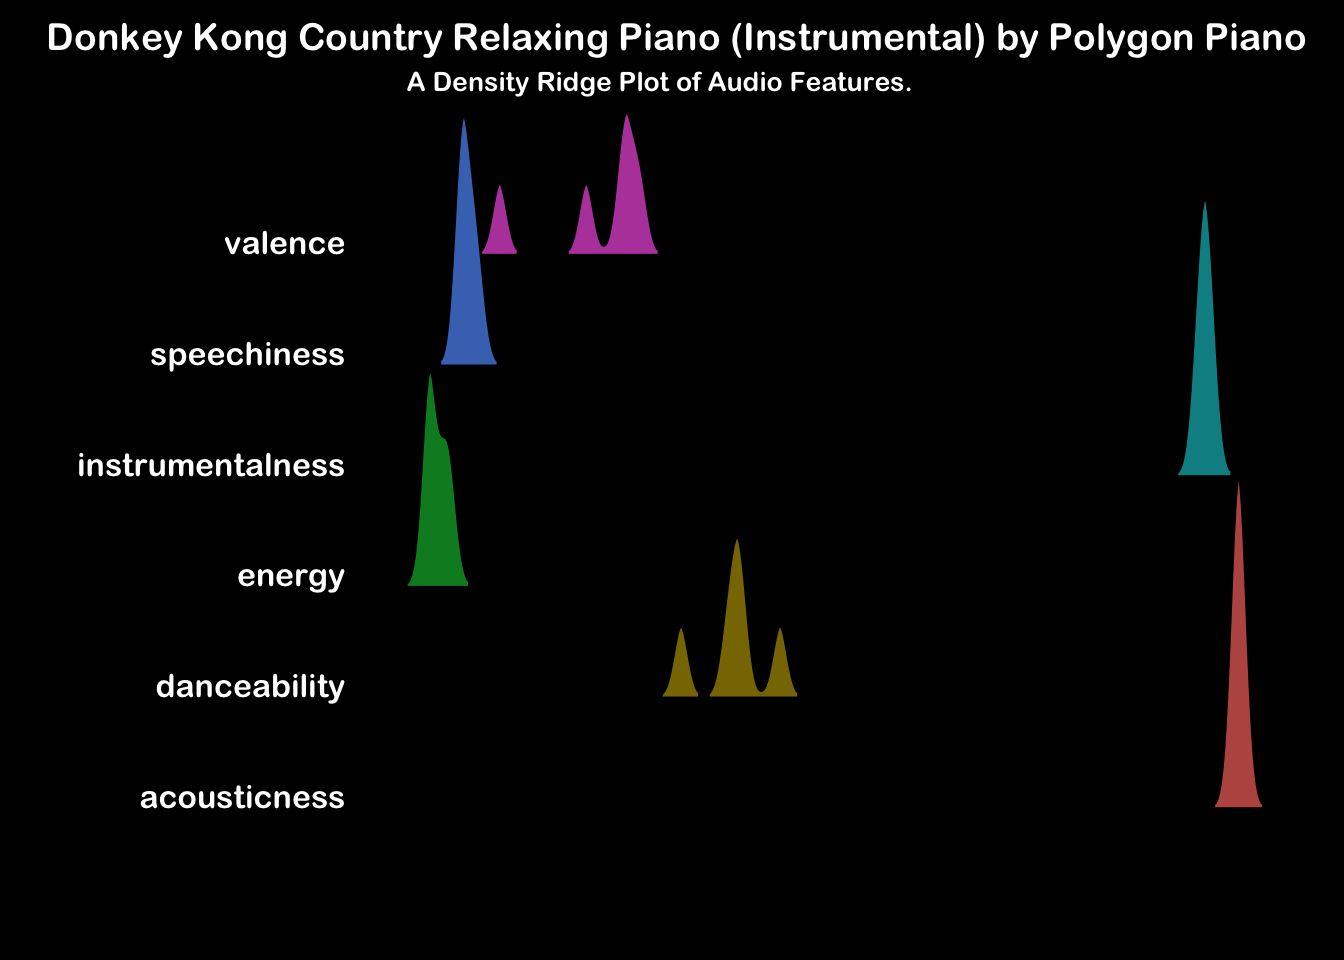 Donkey Kong Country Relaxing Piano (Instrumental) by Polygon Piano
A Density Ridge Plot of Audio Features.
valence
speechiness
instrumentalness
energy
danceability
acousticness